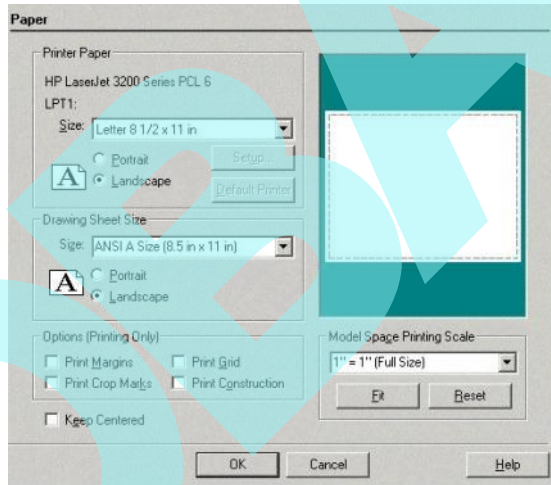 Paper
Printer Paper
HP LaserJet 3200 Series PCL 6
LPT1:
Size: Letter 8 1/2 x 11 in
Portrait Setup...
A Landscape Default Printer
Drawing Sheet Size
Size: ANSI A Size (8.5 in x 11 in)
Portrait
A Landscape
Options (Printing Only)
Print Margins Print Grid
Print Crop Marks Print Construction
Keep Centered
Model Space Printing Scale
1'' = 1'' (Full Size)
Fit Reset
OK Cancel Help